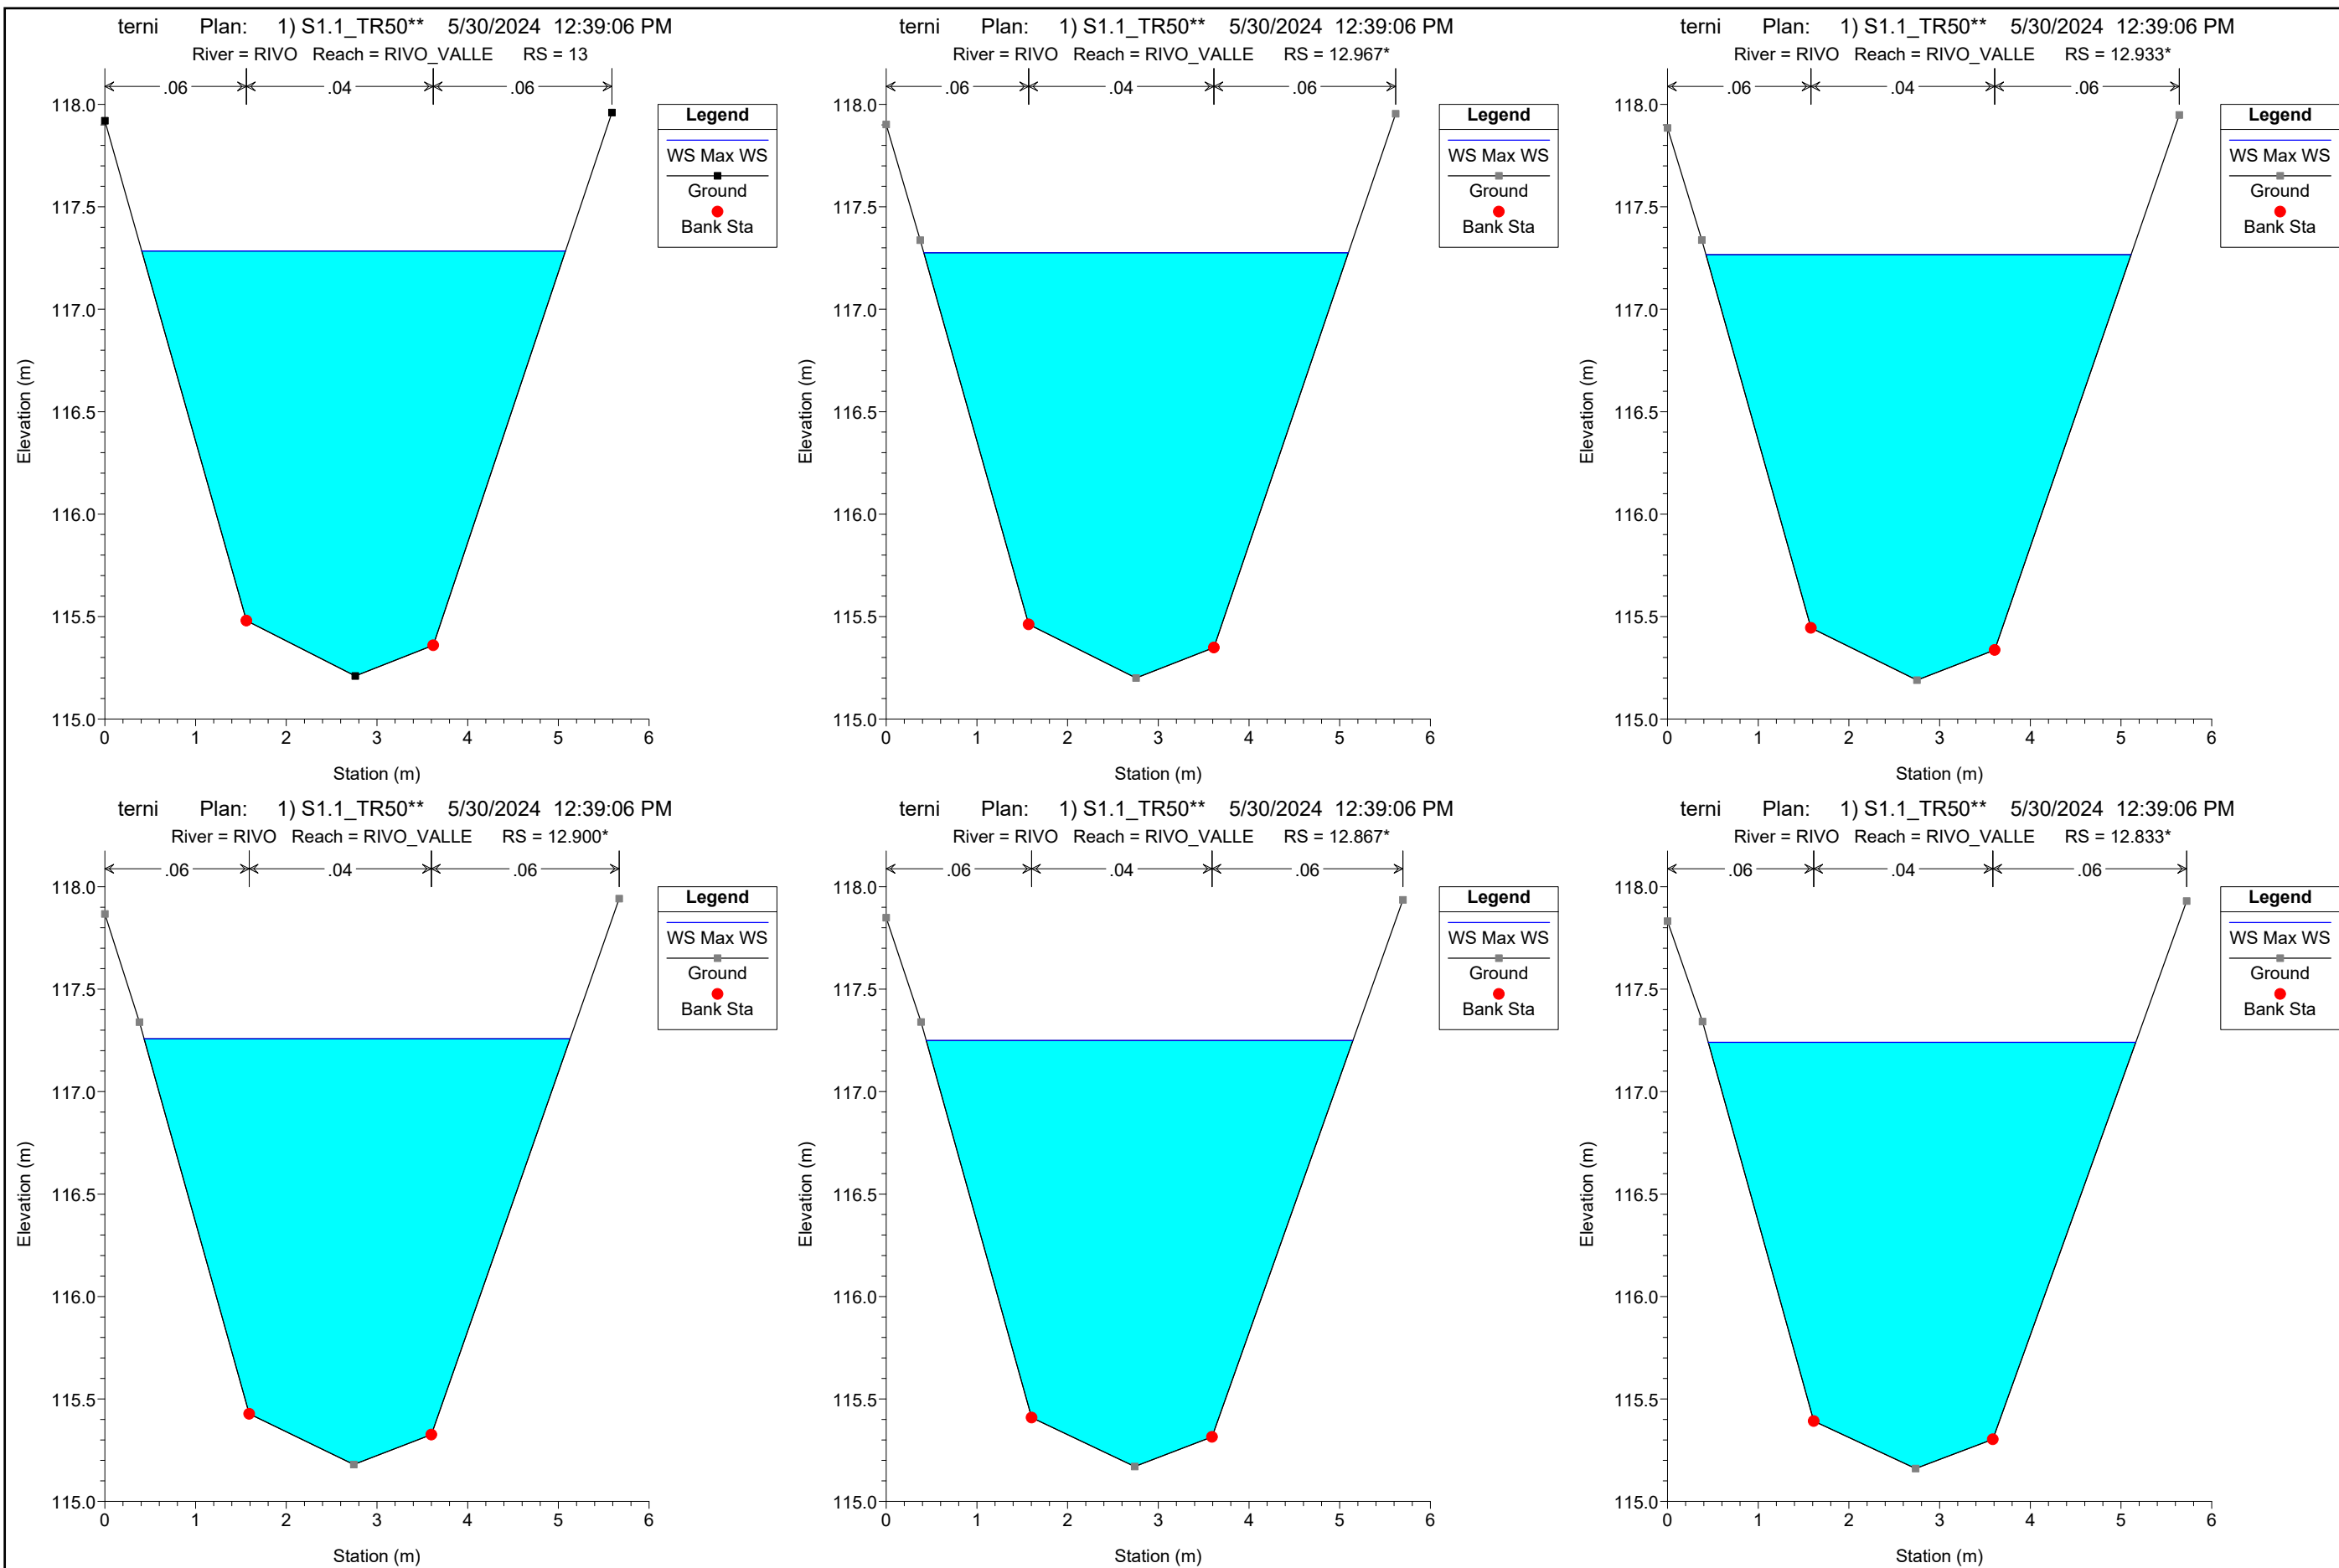 terni Plan: 1) S1.1_TR50** 5/30/2024 12:39:06 PM
River = RIVO Reach = RIVO_VALLE RS = 13
.06 .04 .06
118.0
117.5
117.0
116.5
116.0
115.5
115.0
Elevation (m)
0 1 2 3 4 5 6
Station (m)
Legend
WS Max WS
Ground
Bank Sta
terni Plan: 1) S1.1_TR50** 5/30/2024 12:39:06 PM
River = RIVO Reach = RIVO_VALLE RS = 12.967*
.06 .04 .06
118.0
117.5
117.0
116.5
116.0
115.5
115.0
Elevation (m)
0 1 2 3 4 5 6
Station (m)
Legend
WS Max WS
Ground
Bank Sta
terni Plan: 1) S1.1_TR50** 5/30/2024 12:39:06 PM
River = RIVO Reach = RIVO_VALLE RS = 12.933*
.06 .04 .06
118.0
117.5
117.0
116.5
116.0
115.5
115.0
Elevation (m)
0 1 2 3 4 5 6
Station (m)
Legend
WS Max WS
Ground
Bank Sta
terni Plan: 1) S1.1_TR50** 5/30/2024 12:39:06 PM
River = RIVO Reach = RIVO_VALLE RS = 12.900*
.06 .04 .06
118.0
117.5
117.0
116.5
116.0
115.5
115.0
Elevation (m)
0 1 2 3 4 5 6
Station (m)
Legend
WS Max WS
Ground
Bank Sta
terni Plan: 1) S1.1_TR50** 5/30/2024 12:39:06 PM
River = RIVO Reach = RIVO_VALLE RS = 12.867*
.06 .04 .06
118.0
117.5
117.0
116.5
116.0
115.5
115.0
Elevation (m)
0 1 2 3 4 5 6
Station (m)
Legend
WS Max WS
Ground
Bank Sta
terni Plan: 1) S1.1_TR50** 5/30/2024 12:39:06 PM
River = RIVO Reach = RIVO_VALLE RS = 12.833*
.06 .04 .06
118.0
117.5
117.0
116.5
116.0
115.5
115.0
Elevation (m)
0 1 2 3 4 5 6
Station (m)
Legend
WS Max WS
Ground
Bank Sta